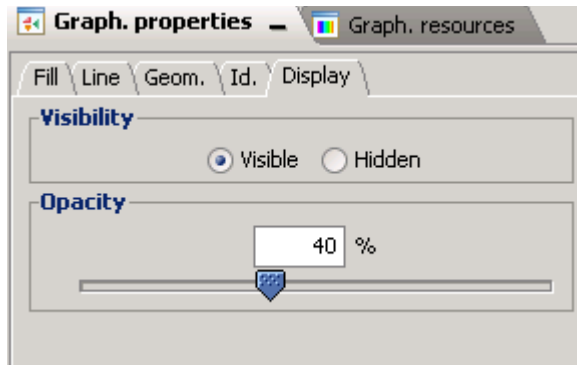 Graph. properties Graph. resources
Fill Line Geom. Id. Display
Visibility
Visible Hidden
Opacity
40 %